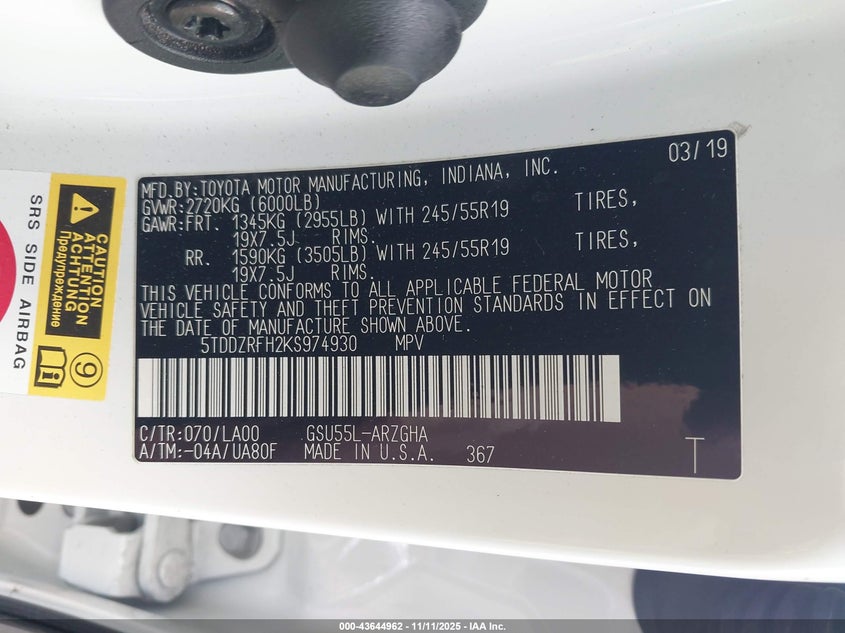 03/19
MFD.BY:TOYOTA MOTOR MANUFACTURING, INDIANA, INC.
GVWR:2720KG (6000LB)
GAWR:FRT. 1345KG (2955LB) WITH 245/55R19 TIRES,
19X7.5J RIMS.
RR. 1590KG (3505LB) WITH 245/55R19 TIRES,
19X7.5J RIMS.
THIS VEHICLE CONFORMS TO ALL APPLICABLE FEDERAL MOTOR
VEHICLE SAFETY AND THEFT PREVENTION STANDARDS IN EFFECT ON
THE DATE OF MANUFACTURE SHOWN ABOVE.
5TDDZRFH2KS974930 MPV
C/TR:070/LA00 GSU55L-ARZGHA
A/TM:-04A/UA80F MADE IN U.S.A. 367 T
SRS SIDE AIRBAG
CAUTION
ATTENTION
ACHTUNG
Предупреждение
9
000-43644962 - 11/11/2025 - IAA Inc.